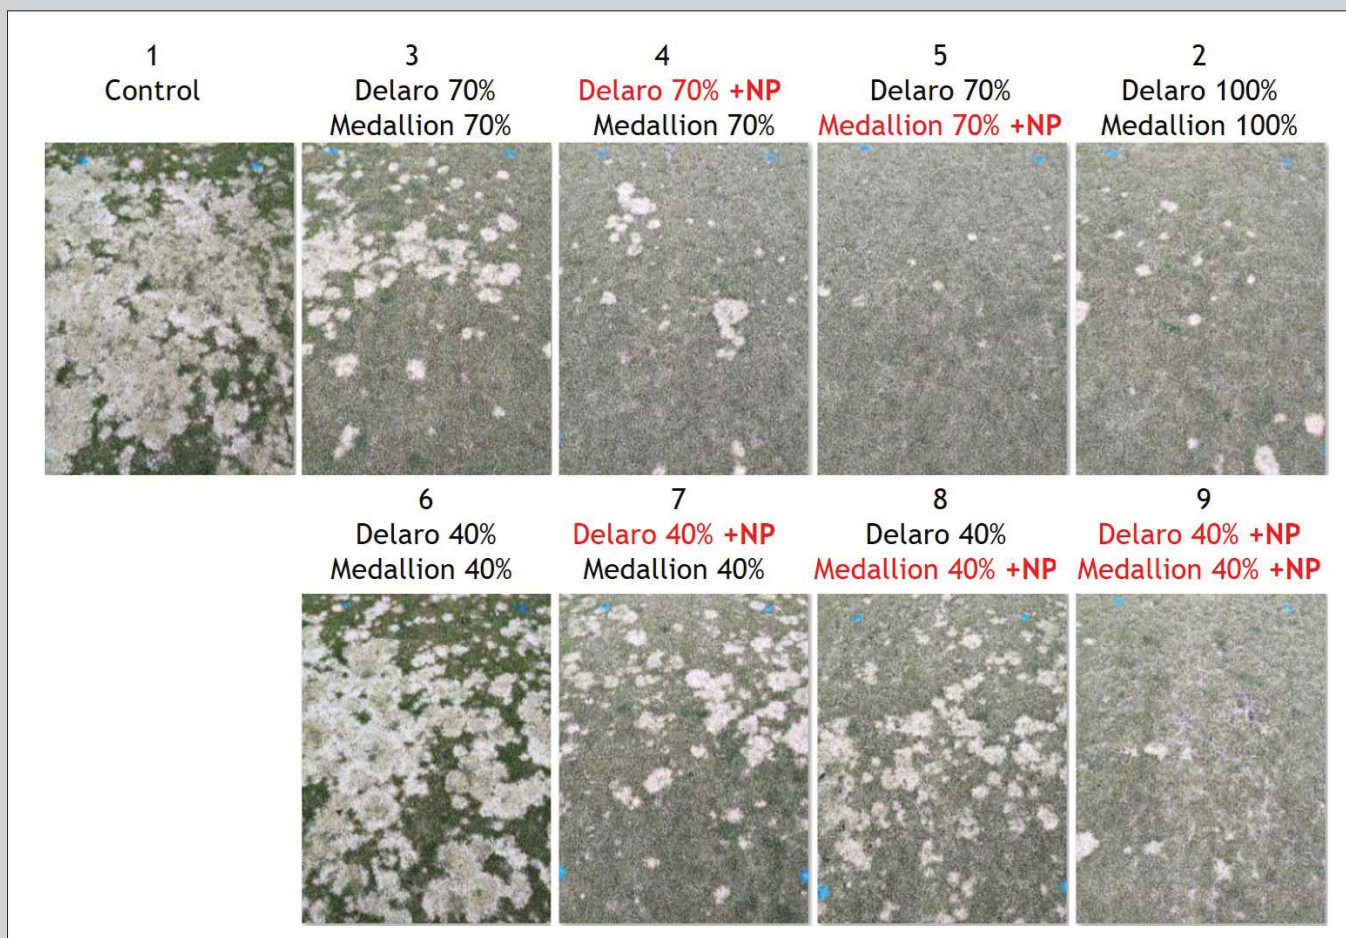 1
Control
3
Delaro 70%
Medallion 70%
4
Delaro 70% +NP
Medallion 70%
5
Delaro 70%
Medallion 70% +NP
2
Delaro 100%
Medallion 100%
6
Delaro 40%
Medallion 40%
7
Delaro 40% +NP
Medallion 40%
8
Delaro 40%
Medallion 40% +NP
9
Delaro 40% +NP
Medallion 40% +NP